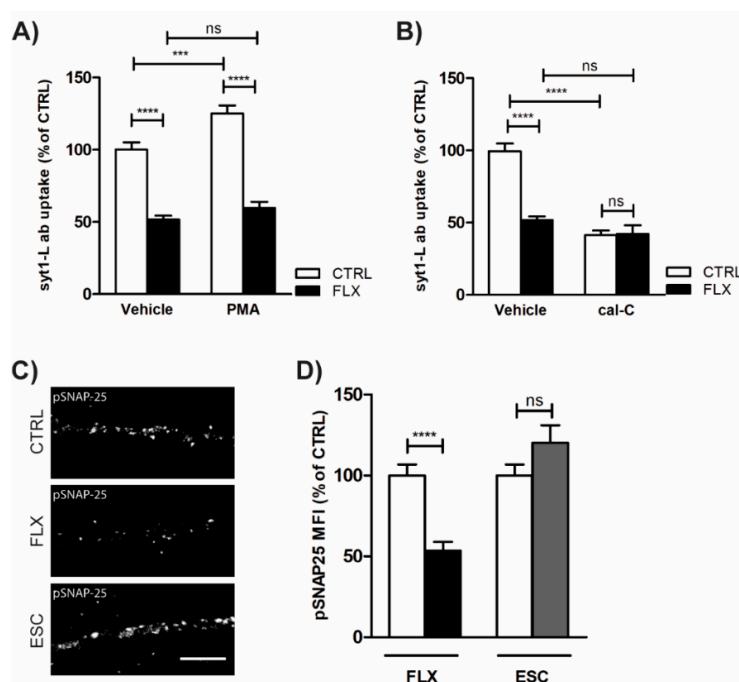 A)
ns
***
****
****
syt1-L ab uptake (% of CTRL)
150
100
50
0
Vehicle
PMA
CTRL
FLX
B)
ns
****
****
ns
syt1-L ab uptake (% of CTRL)
150
100
50
0
Vehicle
cal-C
CTRL
FLX
C)
pSNAP-25
CTRL
pSNAP-25
FLX
pSNAP-25
ESC
D)
****
ns
pSNAP25 MFI (% of CTRL)
150
100
50
0
FLX
ESC